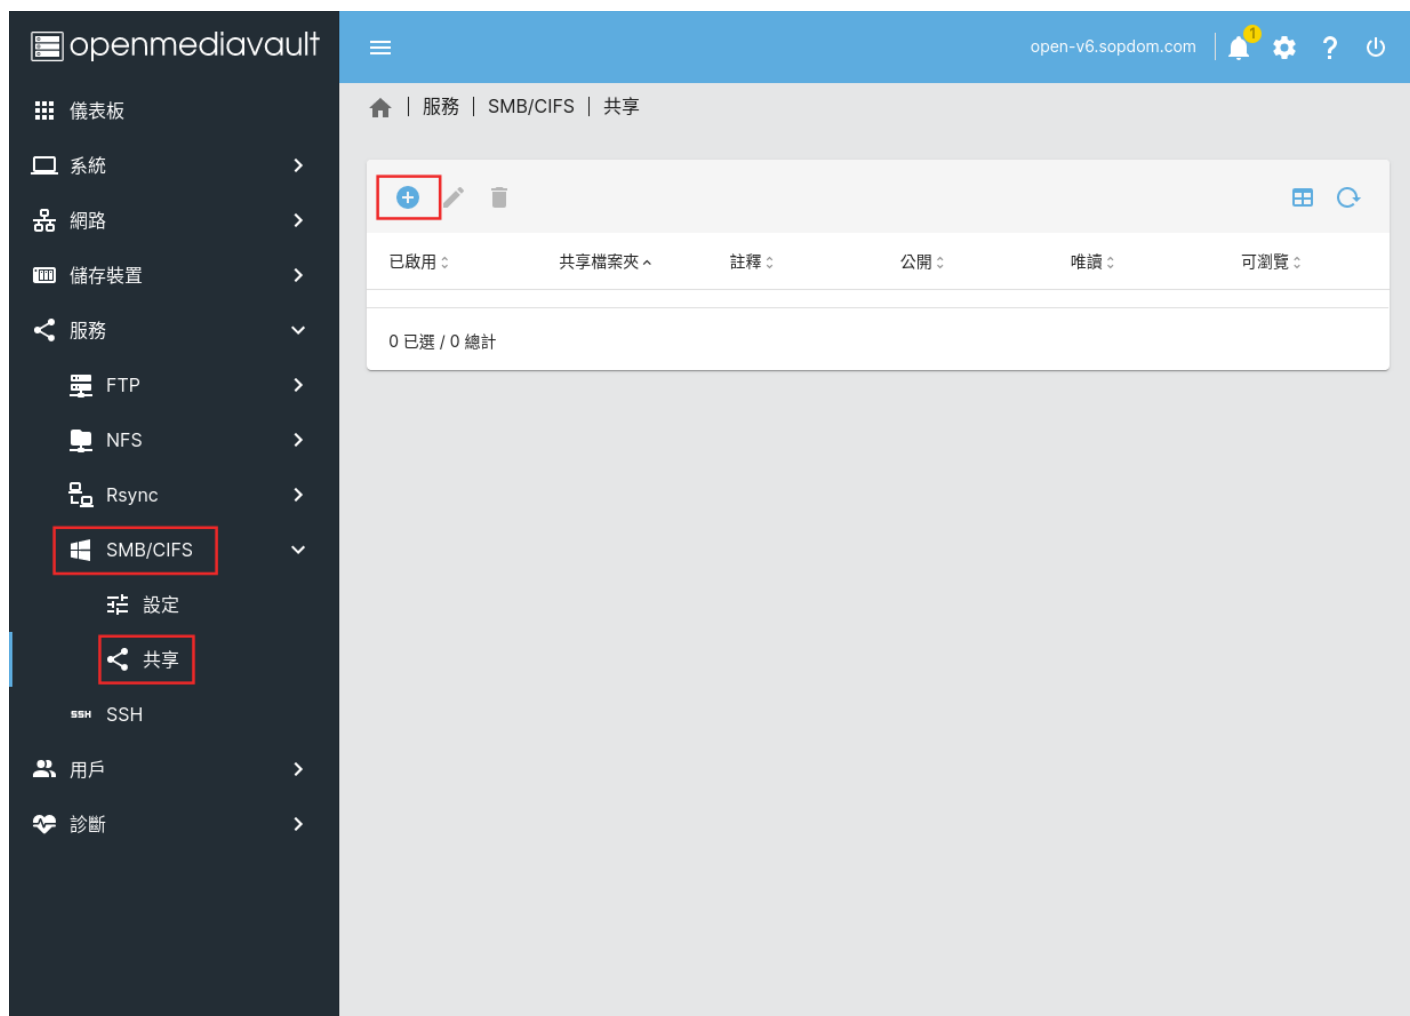 openmediavault
open-v6.sopdom.com
1
儀表板
系統
網路
儲存裝置
服務
FTP
NFS
Rsync
SMB/CIFS
設定
共享
SSH SSH
用戶
診斷
| 服務 | SMB/CIFS | 共享
已啟用 共享檔案夾 註釋 公開 唯讀 可瀏覽
0 已選 / 0 總計